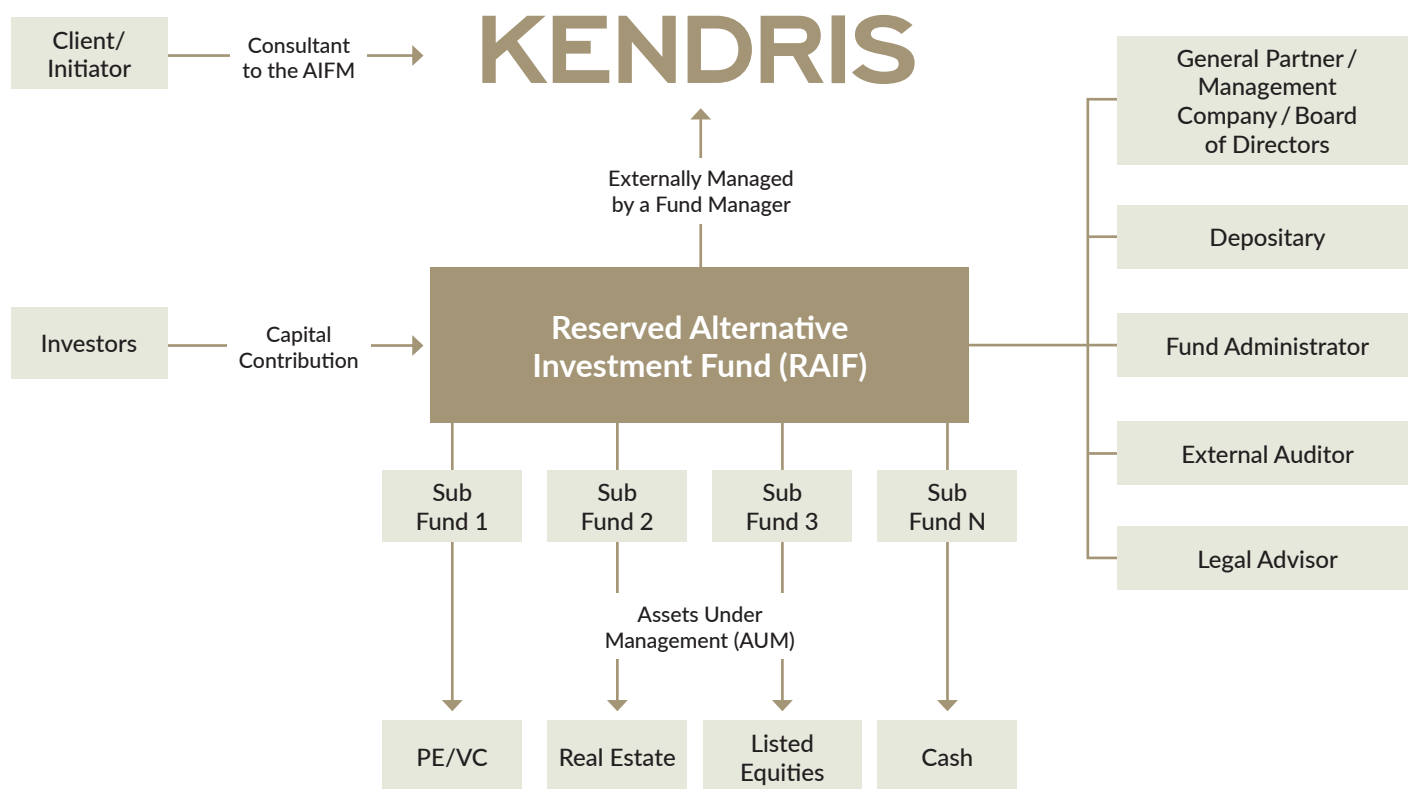 Client/
Initiator
Consultant
to the AIFM
KENDRIS
General Partner /
Management
Company / Board
of Directors
Externally Managed
by a Fund Manager
Depositary
Investors
Capital
Contribution
Reserved Alternative
Investment Fund (RAIF)
Fund Administrator
External Auditor
Legal Advisor
Sub
Fund 1
Sub
Fund 2
Sub
Fund 3
Sub
Fund N
Assets Under
Management (AUM)
PE/VC
Real Estate
Listed
Equities
Cash